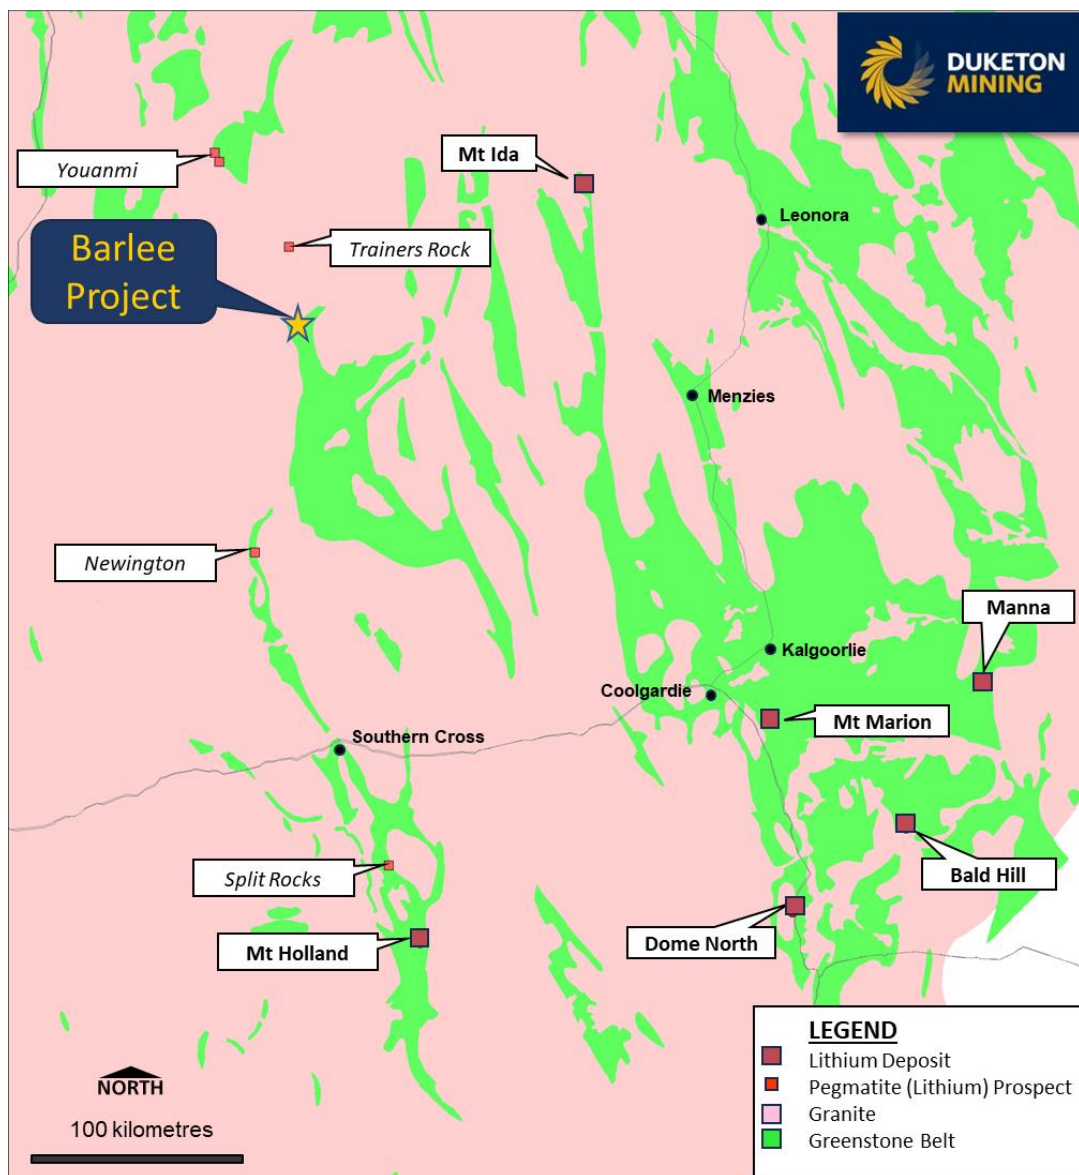 DUKETON
MINING
Youanmi
Mt Ida
Leonora
Barlee
Project
Trainers Rock
Menzies
Newington
Manna
Kalgoorlie
Coolgardie
Mt Marion
Southern Cross
Split Rocks
Bald Hill
Mt Holland
Dome North
LEGEND
Lithium Deposit
Pegmatite (Lithium) Prospect
Granite
Greenstone Belt
NORTH
100 kilometres